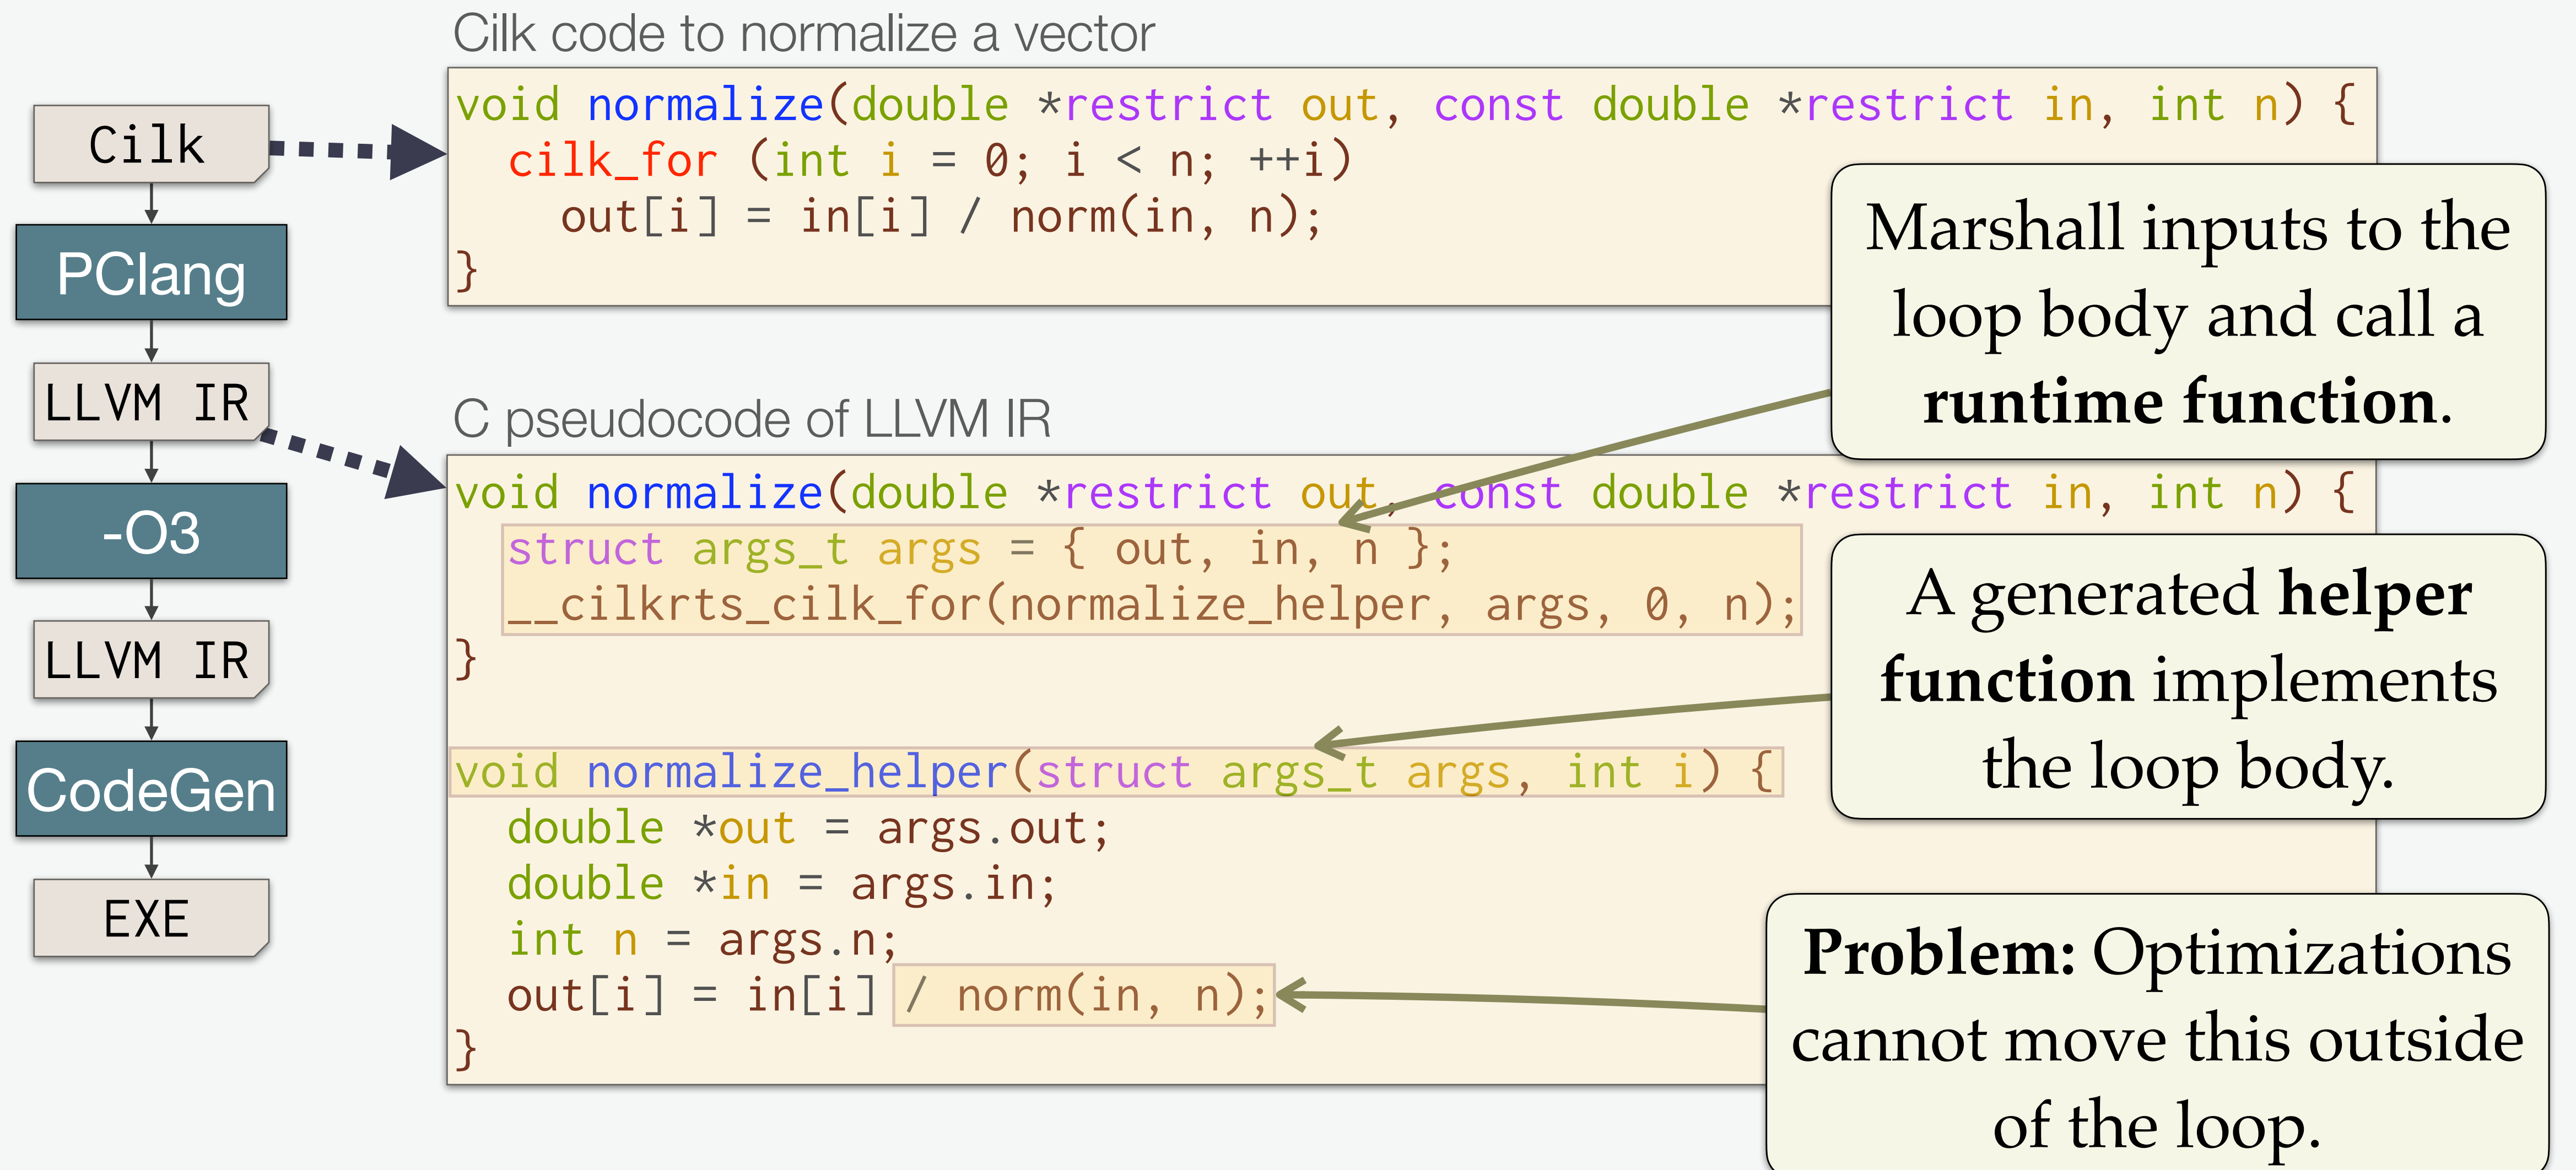 Cilk code to normalize a vector
void normalize(double *restrict out, const double *restrict in, int n) {
cilk_for (int i = 0; i < n; ++i)
out[i] = in[i] / norm(in, n);
}
Cilk
PClang
LLVM IR
-O3
LLVM IR
CodeGen
EXE
Marshall inputs to the
loop body and call a
runtime function.
C pseudocode of LLVM IR
void normalize(double *restrict out, const double *restrict in, int n) {
struct args_t args = { out, in, n };
__cilkrts_cilk_for(normalize_helper, args, 0, n);
}
A generated helper
function implements
the loop body.
void normalize_helper(struct args_t args, int i) {
double *out = args.out;
double *in = args.in;
int n = args.n;
out[i] = in[i] / norm(in, n);
}
Problem: Optimizations
cannot move this outside
of the loop.